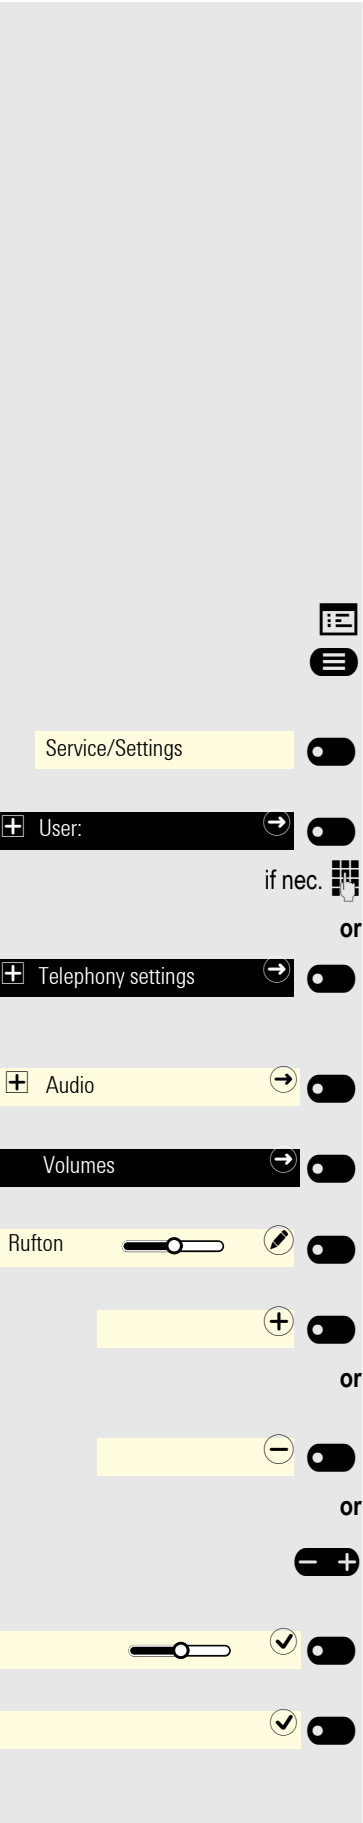 Service/Settings
User:
if nec.
or
Telephony settings
Audio
Volumes
Rufton
or
or